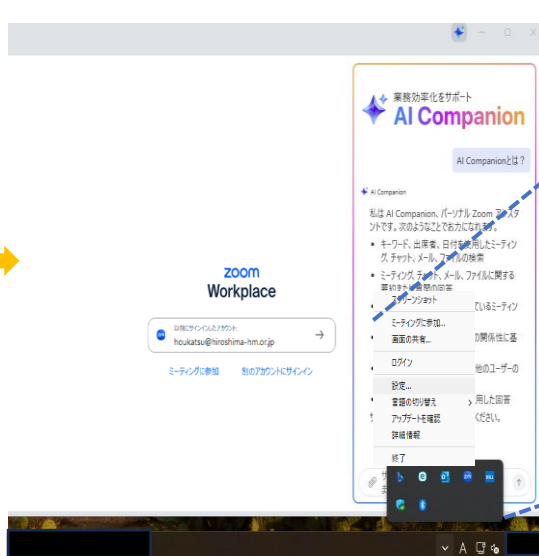 業務効率化をサポート
AI Companion
AI Companionとは？
AI Companion
私は AI Companion、パーソナル Zoom アシスタ
ントです。次のようなことでお力になれます。
キーワード、出席者、日付を使用したミーティン
グ、チャット、メール、ファイルの検索
ミーティング、チャット、メール、ファイルに関する
要約または質問の回答
ているミーティン
の関係性に基
他のユーザーの
用した回答
ください。
zoom
Workplace
以前にサインインしたアカウント:
houkatsu@hiroshima-hm.or.jp
ミーティングに参加 別のアカウントにサインイン
スクリーンショット
ミーティングに参加...
画面の共有...
ログイン
設定...
言語の切り替え
アップデートを確認
詳細情報
終了
A